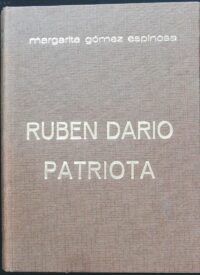 margarita gómez espinosa
RUBEN DARIO
PATRIOTA